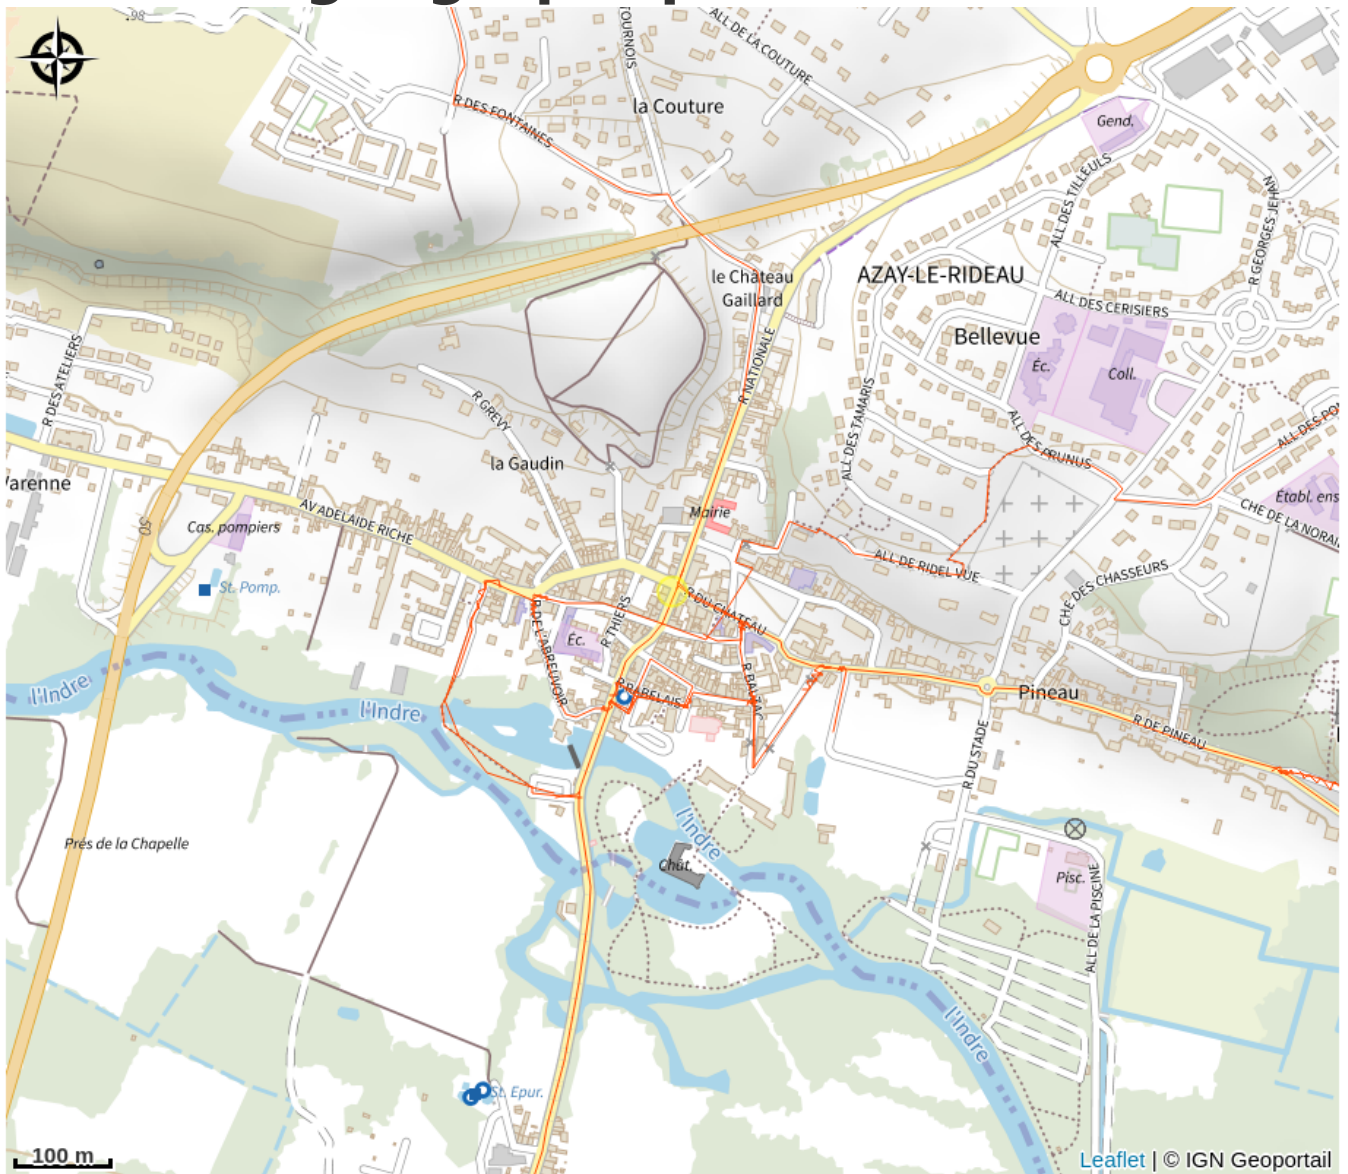 98
TOURNOIS
ALL DE LA COUTURE
la Couture
R DES FONTAINES
Gend.
ALL DES TILLEULS
R GEORGES JEHAN
le Chateau
Gaillard
AZAY-LE-RIDEAU
ALL DES CERISIERS
Bellevue
R DES ATELIERS
R NATIONALE
Éc.
Coll.
R GREVY
ALL DES TAMARIS
ALL DES PRUNUS
la Gaudin
Varenne
AV ADELAIDE RICHE
Cas. pompiers
50
Mairie
Établ. ens
CHE DE LA NORAI
ALL DE RIDEL VUE
CHE DES CHASSEURS
St. Pomp.
R DU CHATEAU
R THIERS
R DE L'ABREUVOIR
Éc.
R BALZAC
R RABELAIS
l'Indre
l'Indre
Pineau
R DE PINEAU
R DU STADE
l'Indre
Prés de la Chapelle
Chât.
Pisc.
ALL DE LA PISCINE
l'Indre
St. Epur.
100 m
Leaflet | © IGN Geoportail